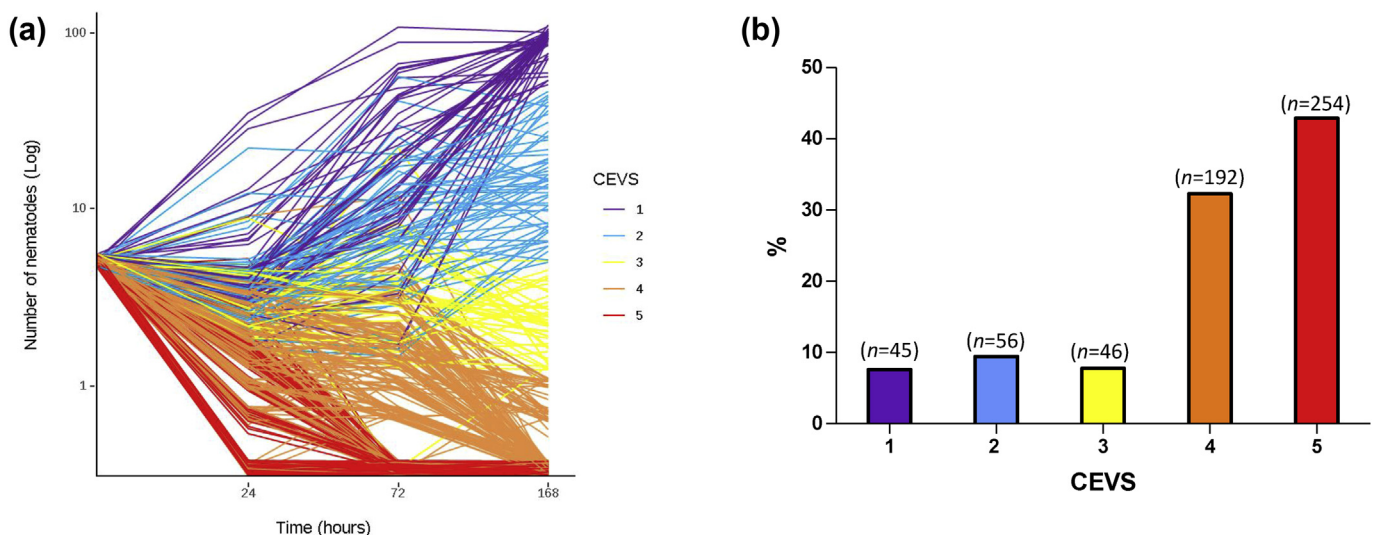 (a)
Number of nematodes (Log)
100
10
1
24
72
168
Time (hours)
CEVS
1
2
3
4
5
(b)
%
50
40
30
20
10
0
(n=45)
(n=56)
(n=46)
(n=192)
(n=254)
1
2
3
4
5
CEVS